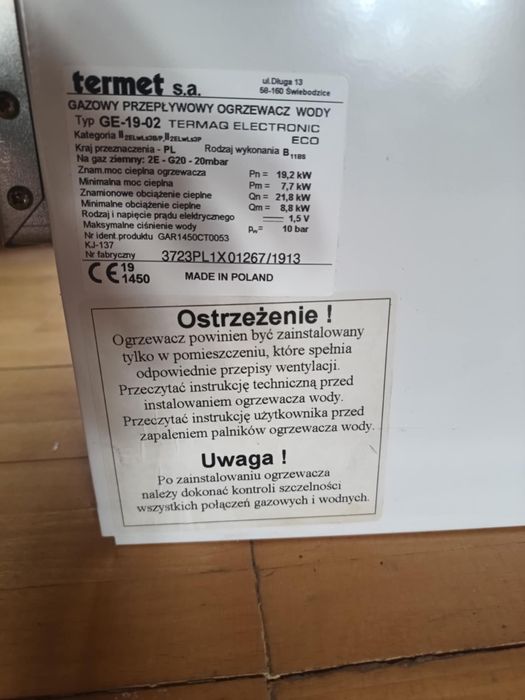 termet s.a.
ul.Długa 13
58-160 Świebodzice
GAZOWY PRZEPŁYWOWY OGRZEWACZ WODY
Typ GE-19-02 TERMAQ ELECTRONIC
ECO
Kategoria II2ELwLs3B/P,II2ELwLs3P
Kraj przeznaczenia - PL Rodzaj wykonania B11BS
Na gaz ziemny: 2E - G20 - 20mbar
Znam.moc cieplna ogrzewacza Pn = 19,2 kW
Minimalna moc cieplna Pm = 7,7 kW
Znamionowe obciążenie cieplne Qn = 21,8 kW
Minimalne obciążenie cieplne Qm = 8,8 kW
Rodzaj i napięcie prądu elektrycznego 1,5 V
Maksymalne ciśnienie wody pw= 10 bar
Nr ident.produktu GAR1450CT0053
KJ-137
Nr fabryczny 3723PL1X01267/1913
CE 19
1450 MADE IN POLAND
Ostrzeżenie !
Ogrzewacz powinien być zainstalowany
tylko w pomieszczeniu, które spełnia
odpowiednie przepisy wentylacji.
Przeczytać instrukcję techniczną przed
instalowaniem ogrzewacza wody.
Przeczytać instrukcję użytkownika przed
zapaleniem palników ogrzewacza wody.
Uwaga !
Po zainstalowaniu ogrzewacza
należy dokonać kontroli szczelności
wszystkich połączeń gazowych i wodnych.